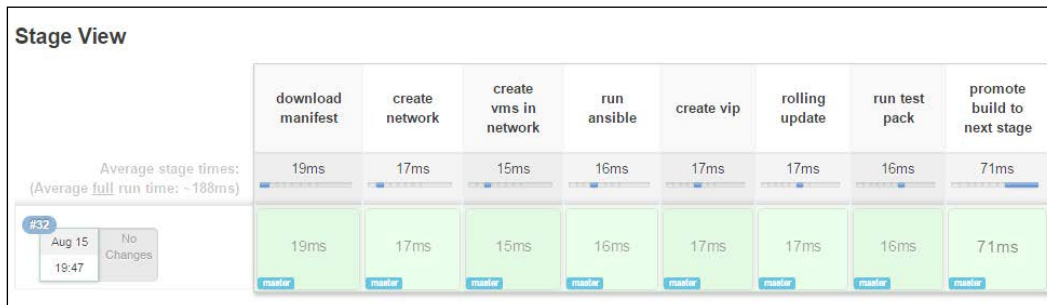 Stage View
download manifest
create network
create vms in network
run ansible
create vip
rolling update
run test pack
promote build to next stage
Average stage times:
(Average full run time: ~188ms)
19ms
17ms
15ms
16ms
17ms
17ms
16ms
71ms
#32
Aug 15
19:47
No Changes
19ms
17ms
15ms
16ms
17ms
17ms
16ms
71ms
master
master
master
master
master
master
master
master